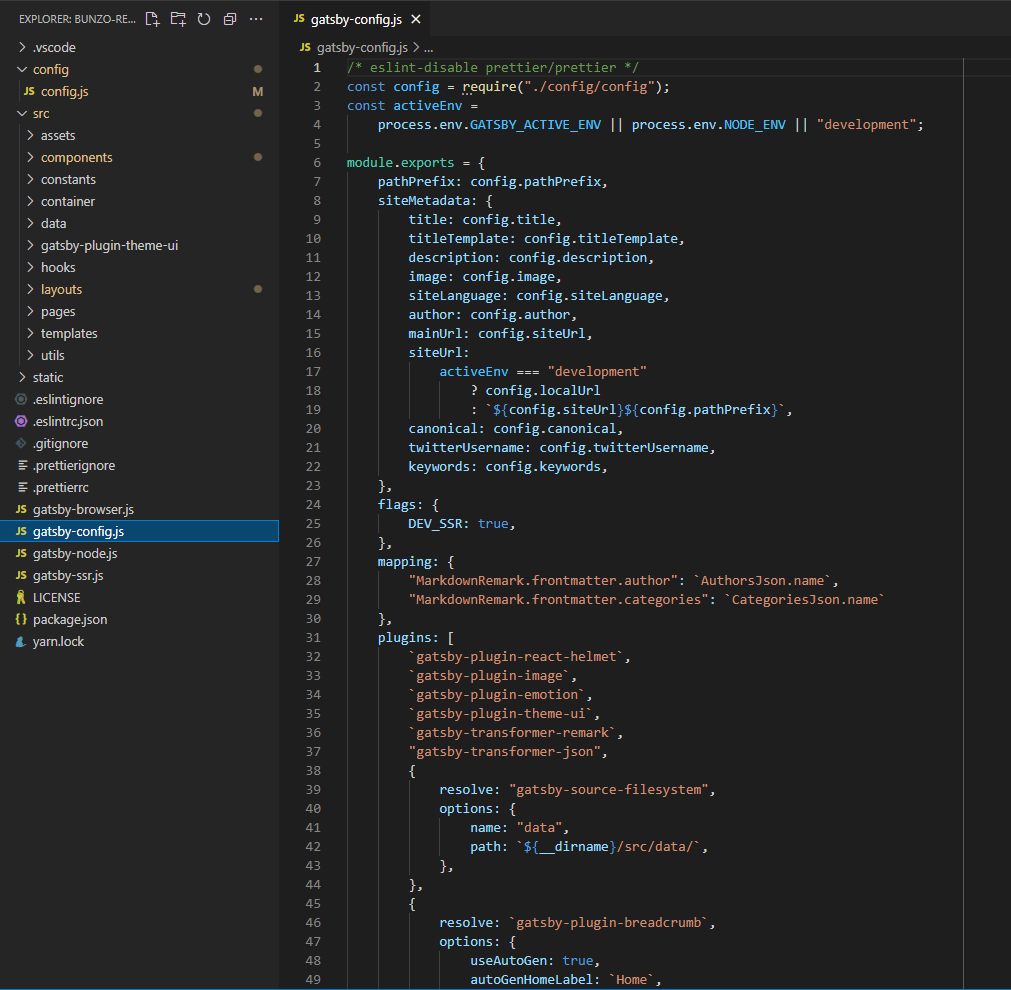 EXPLORER: BUNZO-RE...
.vscode
config
JS config.js M
src
assets
components
constants
container
data
gatsby-plugin-theme-ui
hooks
layouts
pages
templates
utils
static
.eslintignore
.eslintrc.json
.gitignore
.prettierignore
.prettierrc
JS gatsby-browser.js
JS gatsby-config.js
JS gatsby-node.js
JS gatsby-ssr.js
LICENSE
{} package.json
yarn.lock
JS gatsby-config.js
JS gatsby-config.js > ...
1 /* eslint-disable prettier/prettier */
2 const config = require("./config/config");
3 const activeEnv =
4     process.env.GATSBY_ACTIVE_ENV || process.env.NODE_ENV || "development";
5
6 module.exports = {
7     pathPrefix: config.pathPrefix,
8     siteMetadata: {
9         title: config.title,
10         titleTemplate: config.titleTemplate,
11         description: config.description,
12         image: config.image,
13         siteLanguage: config.siteLanguage,
14         author: config.author,
15         mainUrl: config.siteUrl,
16         siteUrl:
17             activeEnv === "development"
18                 ? config.localUrl
19                 : `${config.siteUrl}${config.pathPrefix}`,
20         canonical: config.canonical,
21         twitterUsername: config.twitterUsername,
22         keywords: config.keywords,
23     },
24     flags: {
25         DEV_SSR: true,
26     },
27     mapping: {
28         "MarkdownRemark.frontmatter.author": `AuthorsJson.name`,
29         "MarkdownRemark.frontmatter.categories": `CategoriesJson.name`
30     },
31     plugins: [
32         `gatsby-plugin-react-helmet`,
33         `gatsby-plugin-image`,
34         `gatsby-plugin-emotion`,
35         `gatsby-plugin-theme-ui`,
36         `gatsby-transformer-remark`,
37         "gatsby-transformer-json",
38         {
39             resolve: "gatsby-source-filesystem",
40             options: {
41                 name: "data",
42                 path: `${__dirname}/src/data/`,
43             },
44         },
45         {
46             resolve: `gatsby-plugin-breadcrumb`,
47             options: {
48                 useAutoGen: true,
49                 autoGenHomeLabel: `Home`,